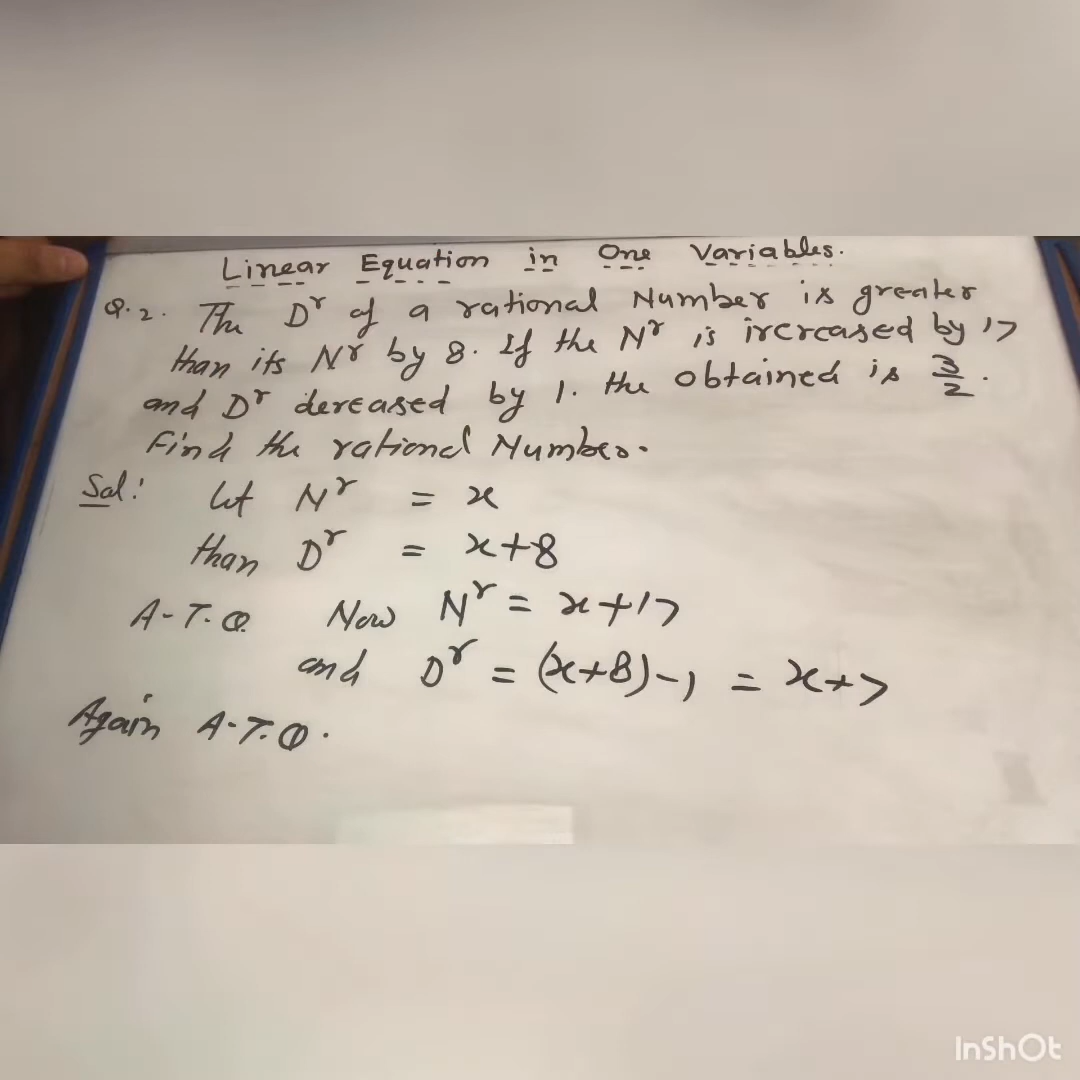 Linear Equation in One Variables.
Q.2. The Dr of a rational Number is greater
than its Nr by 8. If the Nr is ircreased by 17
and Dr dereased by 1. the obtained is 3/2.
Find the rational Number.
Sol: let Nr = x
than Dr = x+8
A-T.Q. Now Nr = x+17
and Dr = (x+8)-1 = x+7
Again A-T.Q.
InShOt